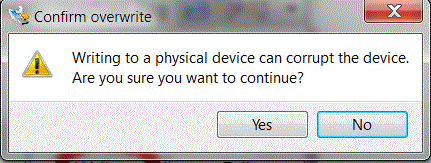 Confirm overwrite
Writing to a physical device can corrupt the device.
Are you sure you want to continue?
Yes
No